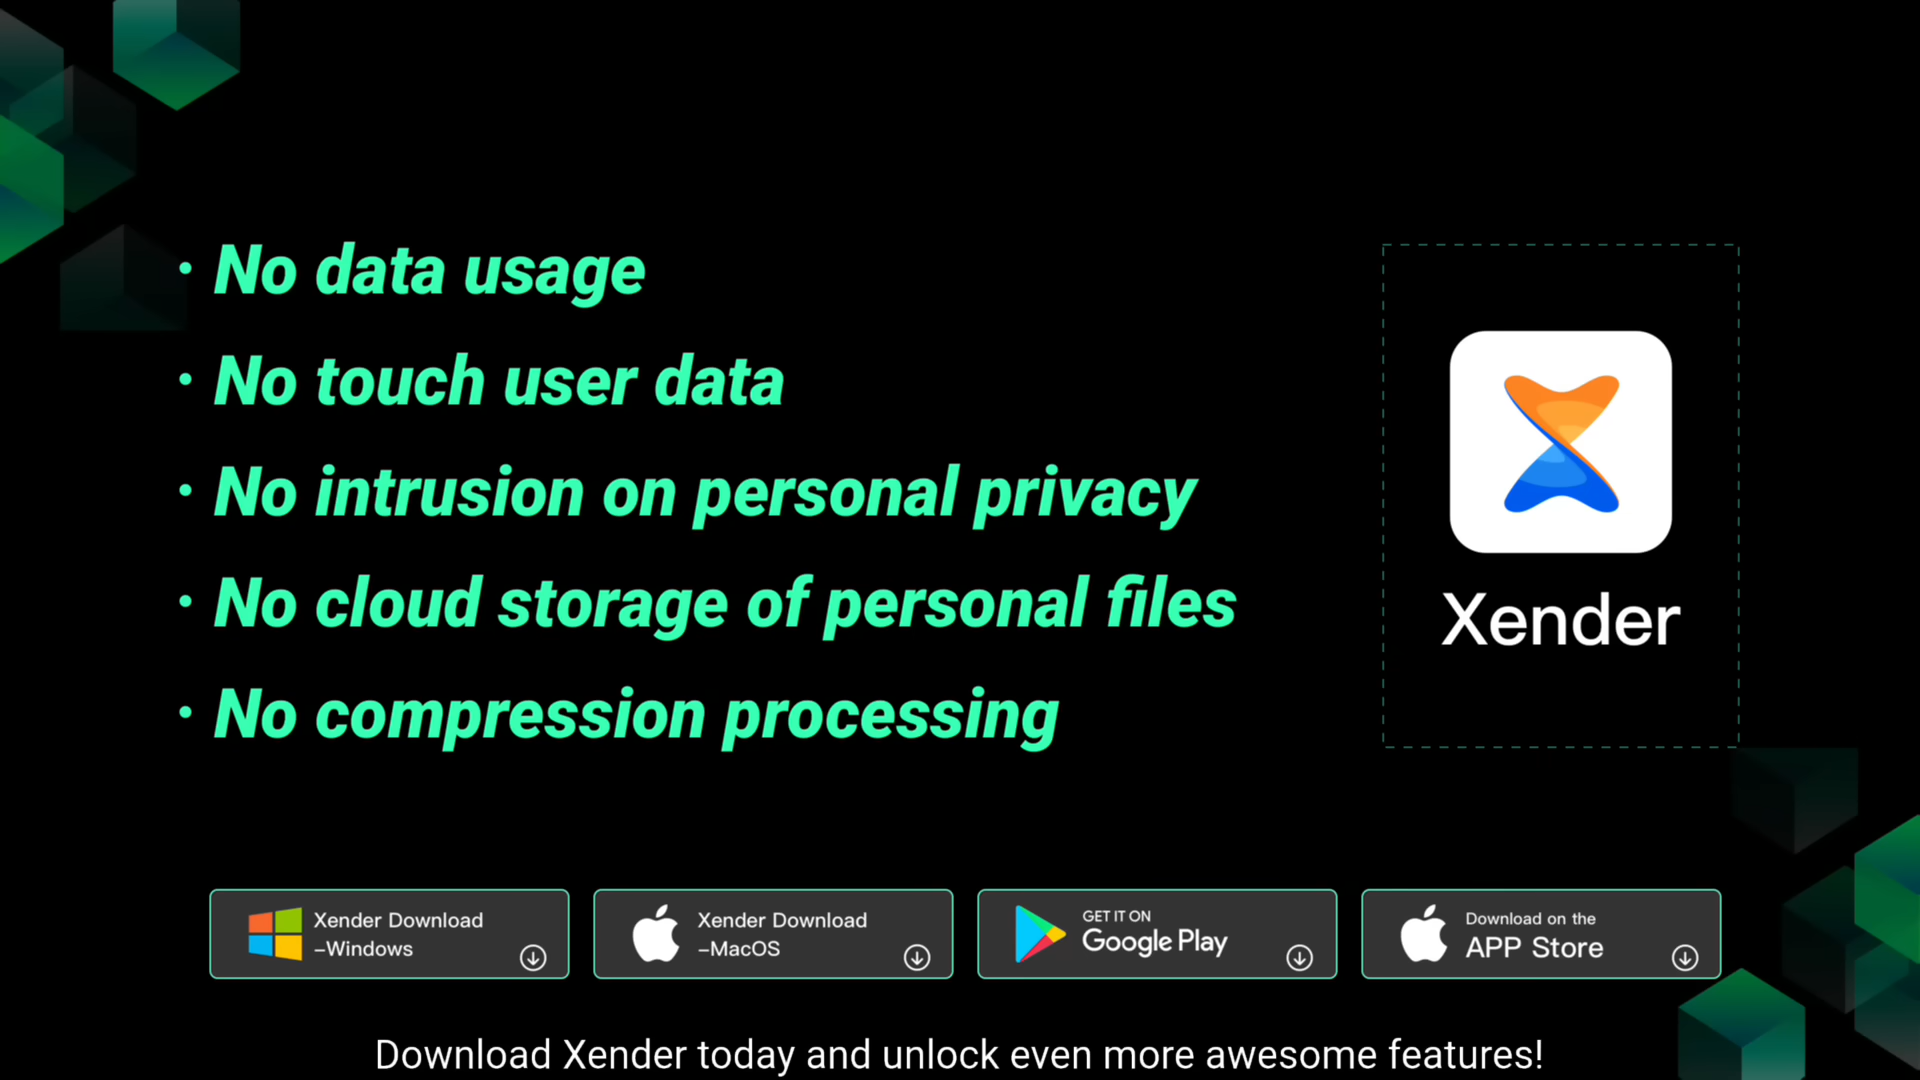 · No data usage
· No touch user data
· No intrusion on personal privacy
· No cloud storage of personal files
· No compression processing
Xender
Xender Download
–Windows
Xender Download
–MacOS
GET IT ON
Google Play
Download on the
APP Store
Download Xender today and unlock even more awesome features!